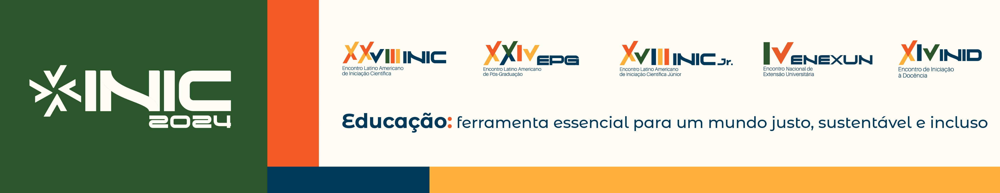 INIC
2024
XXVIII INIC
Encontro Latino Americano
de Iniciação Científica
XXIV EPG
Encontro Latino Americano
de Pós-Graduação
XVIII INIC Jr.
Encontro Latino Americano
de Iniciação Científica Júnior
IV ENEXUN
Encontro Nacional de
Extensão Universitária
XIV INID
Encontro de Iniciação
à Docência
Educação: ferramenta essencial para um mundo justo, sustentável e incluso